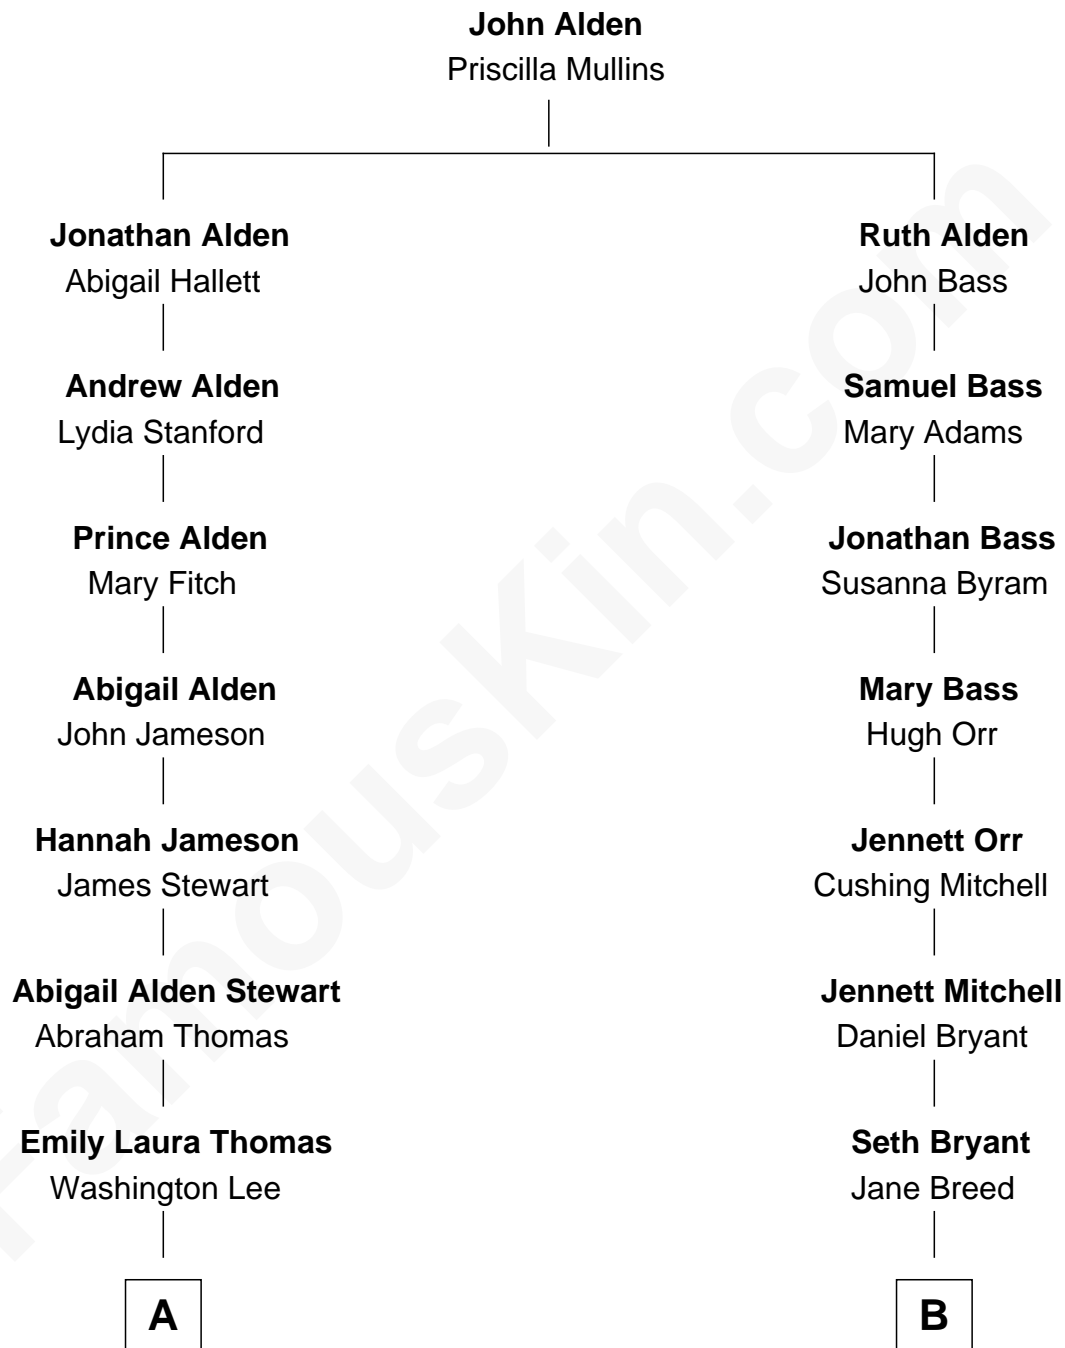 John Alden
Priscilla Mullins
Jonathan Alden
Abigail Hallett
Ruth Alden
John Bass
Andrew Alden
Lydia Stanford
Samuel Bass
Mary Adams
Prince Alden
Mary Fitch
Jonathan Bass
Susanna Byram
Abigail Alden
John Jameson
Mary Bass
Hugh Orr
Hannah Jameson
James Stewart
Jennett Orr
Cushing Mitchell
Abigail Alden Stewart
Abraham Thomas
Jennett Mitchell
Daniel Bryant
Emily Laura Thomas
Washington Lee
Seth Bryant
Jane Breed
A
B
FamousKin.com